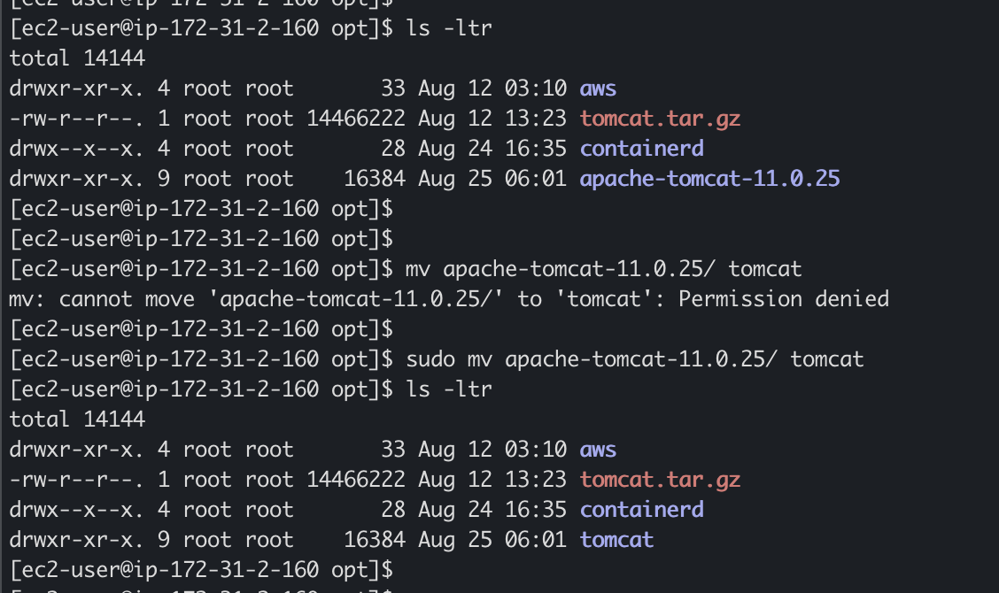 [ec2-user@ip-172-31-2-160 opt]$
[ec2-user@ip-172-31-2-160 opt]$ ls -ltr
total 14144
drwxr-xr-x. 4 root root       33 Aug 12 03:10 aws
-rw-r--r--. 1 root root 14466222 Aug 12 13:23 tomcat.tar.gz
drwx--x--x. 4 root root       28 Aug 24 16:35 containerd
drwxr-xr-x. 9 root root    16384 Aug 25 06:01 apache-tomcat-11.0.25
[ec2-user@ip-172-31-2-160 opt]$
[ec2-user@ip-172-31-2-160 opt]$
[ec2-user@ip-172-31-2-160 opt]$ mv apache-tomcat-11.0.25/ tomcat
mv: cannot move 'apache-tomcat-11.0.25/' to 'tomcat': Permission denied
[ec2-user@ip-172-31-2-160 opt]$
[ec2-user@ip-172-31-2-160 opt]$ sudo mv apache-tomcat-11.0.25/ tomcat
[ec2-user@ip-172-31-2-160 opt]$ ls -ltr
total 14144
drwxr-xr-x. 4 root root       33 Aug 12 03:10 aws
-rw-r--r--. 1 root root 14466222 Aug 12 13:23 tomcat.tar.gz
drwx--x--x. 4 root root       28 Aug 24 16:35 containerd
drwxr-xr-x. 9 root root    16384 Aug 25 06:01 tomcat
[ec2-user@ip-172-31-2-160 opt]$